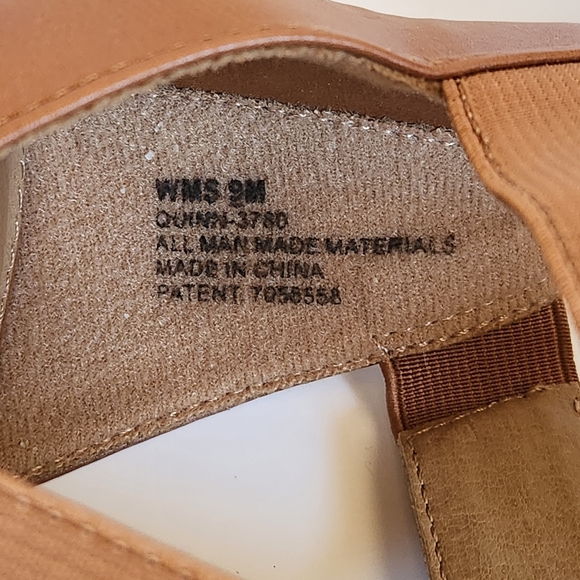 WMS 9M
QUINN-3780
ALL MAN MADE MATERIALS
MADE IN CHINA
PATENT 7056558